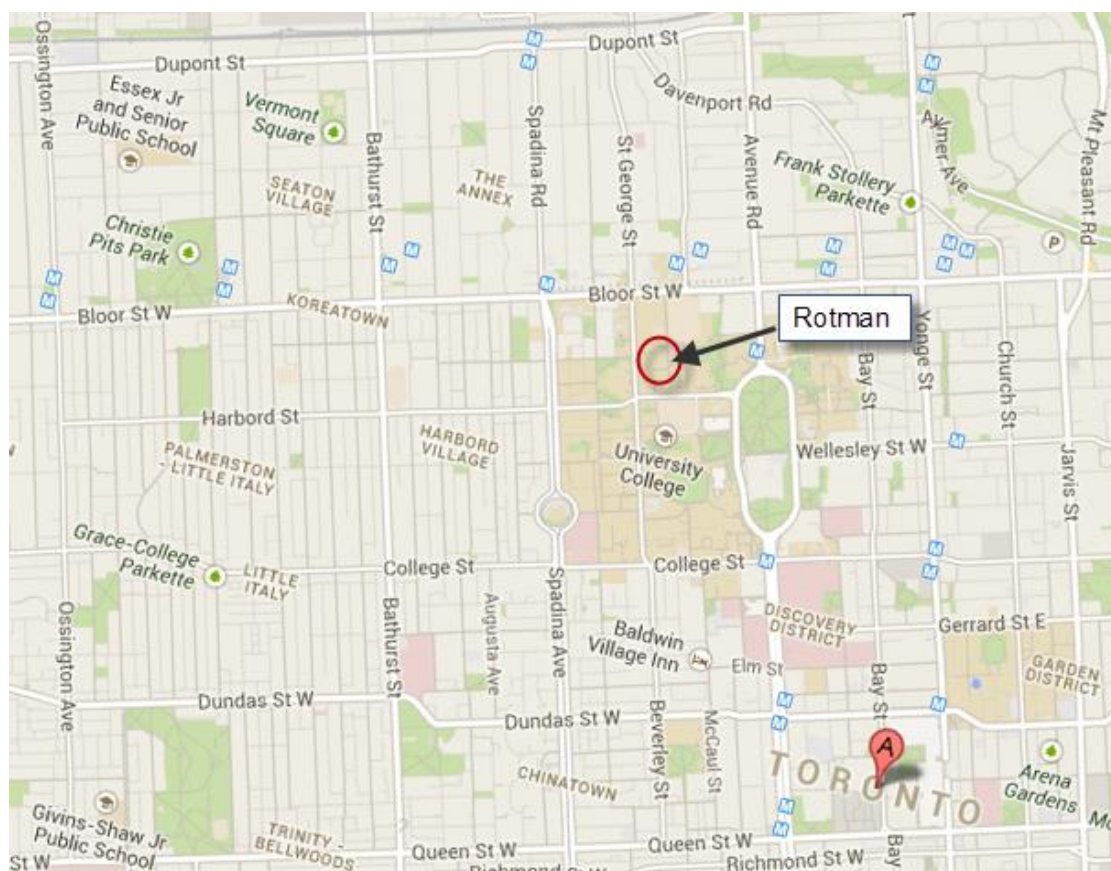 Dupont St
Dupont St
Ossington Ave
Essex Jr
and Senior
Public School
Vermont
Square
Bathurst St
Spadina Rd
St George St
Davenport Rd
Avenue Rd
Aylmer Ave
Mt Pleasant Rd
Frank Stollery
Parkette
SEATON
VILLAGE
THE
ANNEX
Christie
Pits Park
P
M
Bloor St W
KOREATOWN
Bloor St W
Rotman
Yonge St
Bay St
Church St
Harbord St
HARBORD
VILLAGE
University
College
Wellesley St W
Jarvis St
PALMERSTON
- LITTLE ITALY
Grace-College
Parkette
LITTLE
ITALY
College St
College St
Ossington Ave
Bathurst St
Augusta Ave
Spadina Ave
Baldwin
Village Inn
DISCOVERY
DISTRICT
Gerrard St E
Elm St
GARDEN
DISTRICT
Bay St
Dundas St W
Dundas St W
Beverley St
McCaul St
CHINATOWN
A
TORONTO
Arena
Gardens
Givins-Shaw Jr
Public School
TRINITY -
BELLWOODS
St W
Queen St W
Queen St W
Richmond St W
Bay